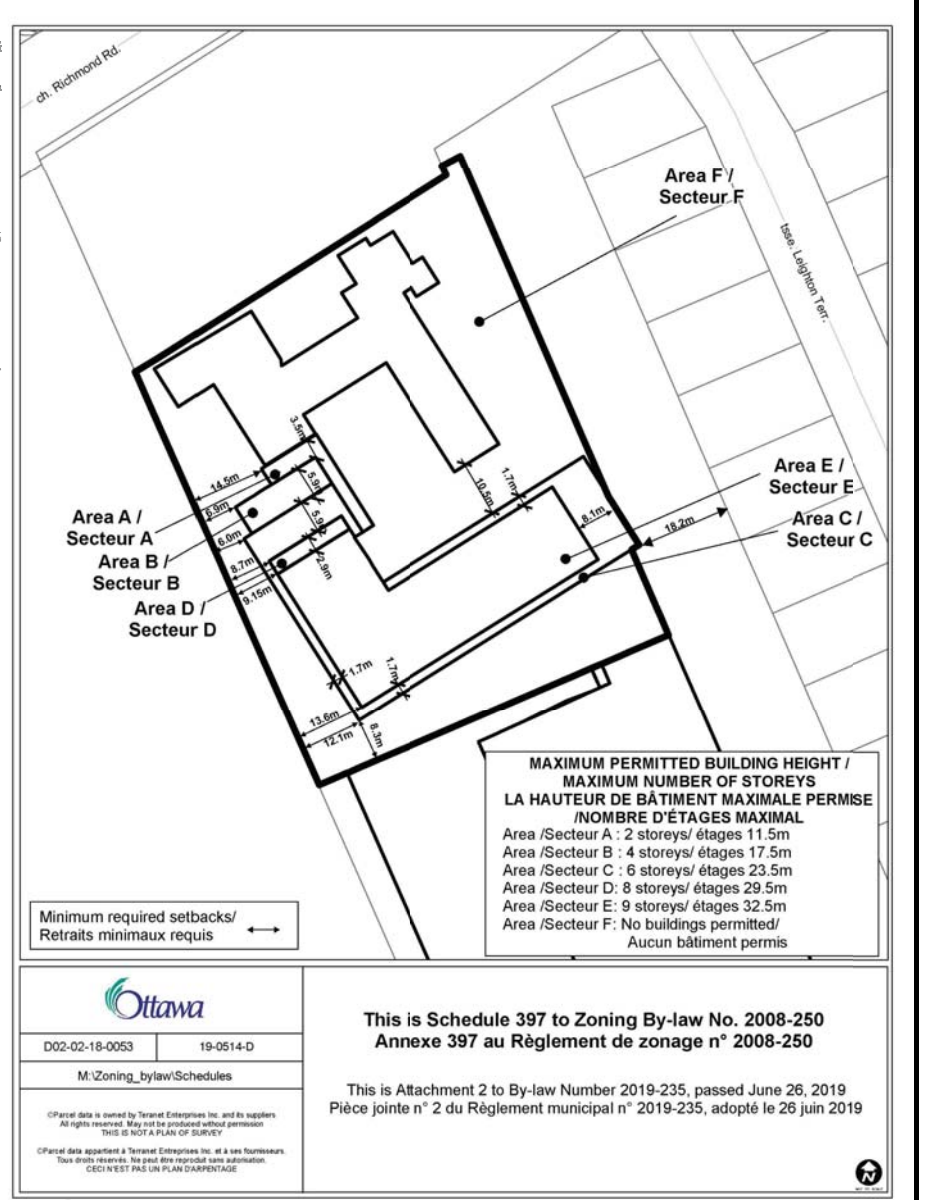 ch. Richmond Rd.
Area F /
Secteur F
tsse. Leighton Terr.
3.5m
14.5m
5.9m
6.9m
5.9m
6.0m
2.9m
8.7m
9.15m
10.5m
1.7m
8.1m
18.2m
Area E /
Secteur E
Area C /
Secteur C
Area A /
Secteur A
Area B /
Secteur B
Area D /
Secteur D
1.7m
1.7m
13.6m
12.1m
8.3m
MAXIMUM PERMITTED BUILDING HEIGHT /
MAXIMUM NUMBER OF STOREYS
LA HAUTEUR DE BÂTIMENT MAXIMALE PERMISE
/NOMBRE D'ÉTAGES MAXIMAL
Area /Secteur A : 2 storeys/ étages 11.5m
Area /Secteur B : 4 storeys/ étages 17.5m
Area /Secteur C : 6 storeys/ étages 23.5m
Area /Secteur D: 8 storeys/ étages 29.5m
Area /Secteur E: 9 storeys/ étages 32.5m
Area /Secteur F: No buildings permitted/
Aucun bâtiment permis
Minimum required setbacks/
Retraits minimaux requis
Ottawa
D02-02-18-0053
19-0514-D
M:\Zoning_bylaw\Schedules
©Parcel data is owned by Teranet Enterprises Inc. and its suppliers
All rights reserved. May not be produced without permission
THIS IS NOT A PLAN OF SURVEY
©Parcel data appartient à Teranet Entreprises Inc. et à ses fournisseurs.
Tous droits réservés. Ne peut être reproduit sans autorisation.
CECI N'EST PAS UN PLAN D'ARPENTAGE
This is Schedule 397 to Zoning By-law No. 2008-250
Annexe 397 au Règlement de zonage n° 2008-250
This is Attachment 2 to By-law Number 2019-235, passed June 26, 2019
Pièce jointe n° 2 du Règlement municipal n° 2019-235, adopté le 26 juin 2019
N